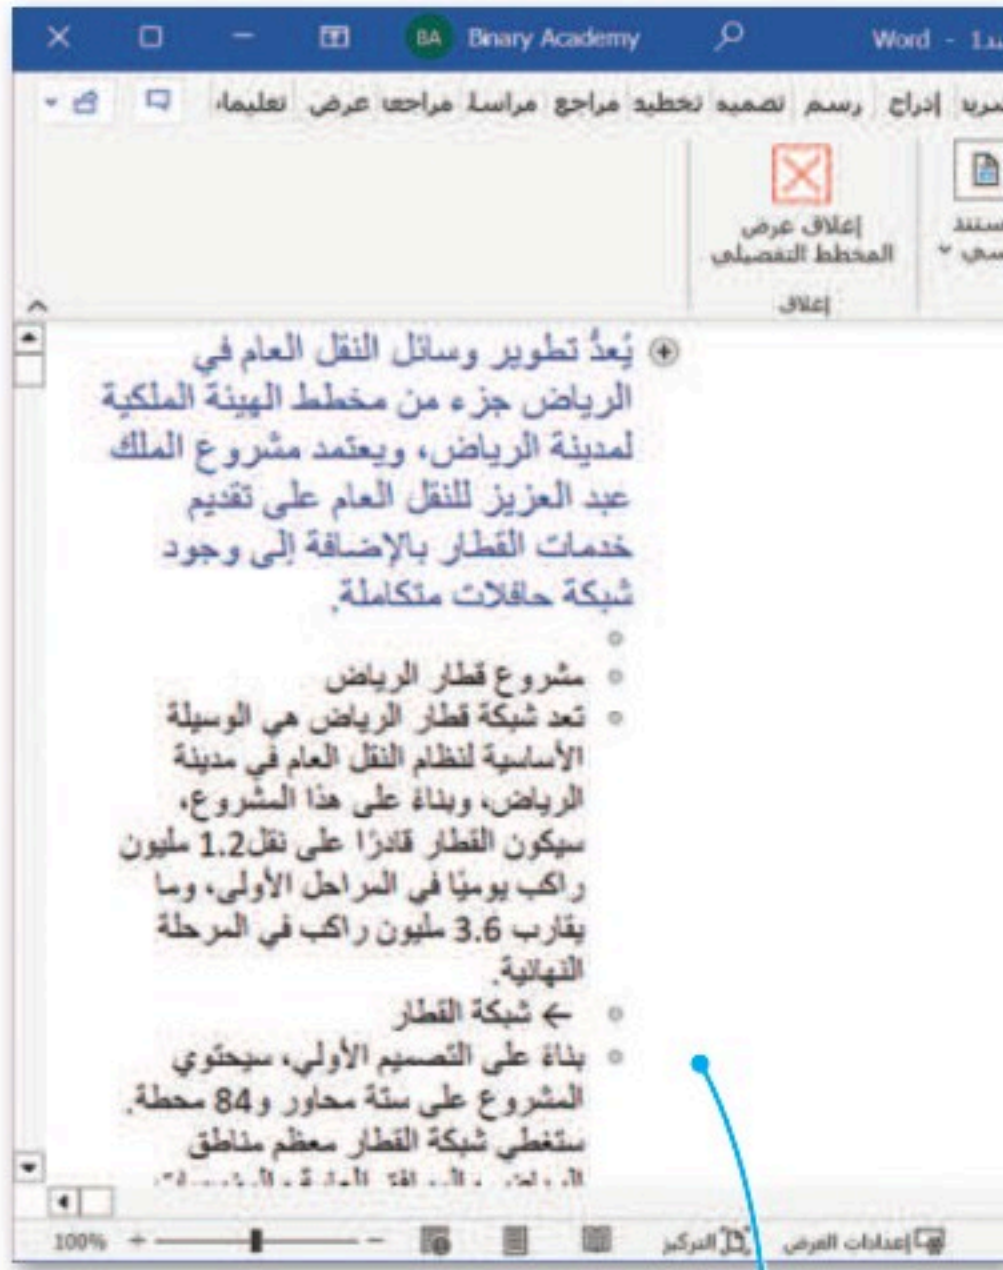 Word - Binary Academy BA
إدراج رسم تصميم تخطيط مراجع مراسلا مراجعة عرض تعليمات
إغلاق عرض
المخطط التفصيلي
إغلاق
يُعدُّ تطوير وسائل النقل العام في
الرياض جزء من مخطط الهيئة الملكية
لمدينة الرياض، ويعتمد مشروع الملك
عبد العزيز للنقل العام على تقديم
خدمات القطار بالإضافة إلى وجود
شبكة حافلات متكاملة.
مشروع قطار الرياض
تعد شبكة قطار الرياض هي الوسيلة
الأساسية لنظام النقل العام في مدينة
الرياض، وبناءً على هذا المشروع،
سيكون القطار قادرًا على نقل1.2 مليون
راكب يوميًا في المراحل الأولى، وما
يقارب 3.6 مليون راكب في المرحلة
النهائية.
← شبكة القطار
بناءً على التصميم الأولي، سيحتوي
المشروع على ستة محاور و84 محطة.
ستغطي شبكة القطار معظم مناطق
إعدادات العرض التركيز 100%